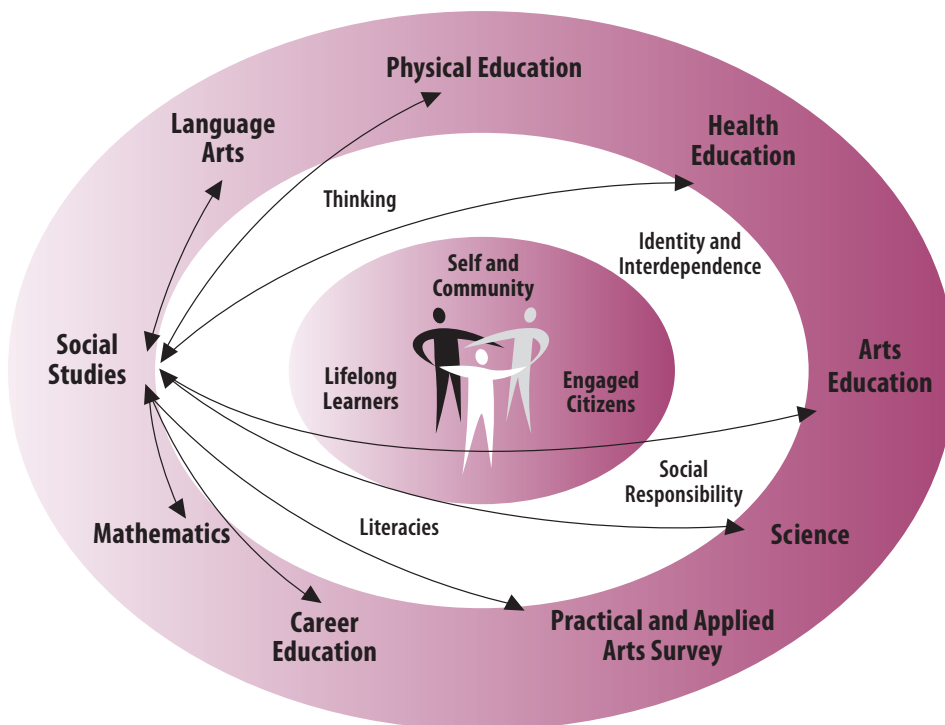 Physical Education
Language
Arts
Health
Education
Thinking
Identity and
Interdependence
Self and
Community
Social
Studies
Lifelong
Learners
Engaged
Citizens
Arts
Education
Social
Responsibility
Mathematics
Literacies
Science
Career
Education
Practical and Applied
Arts Survey